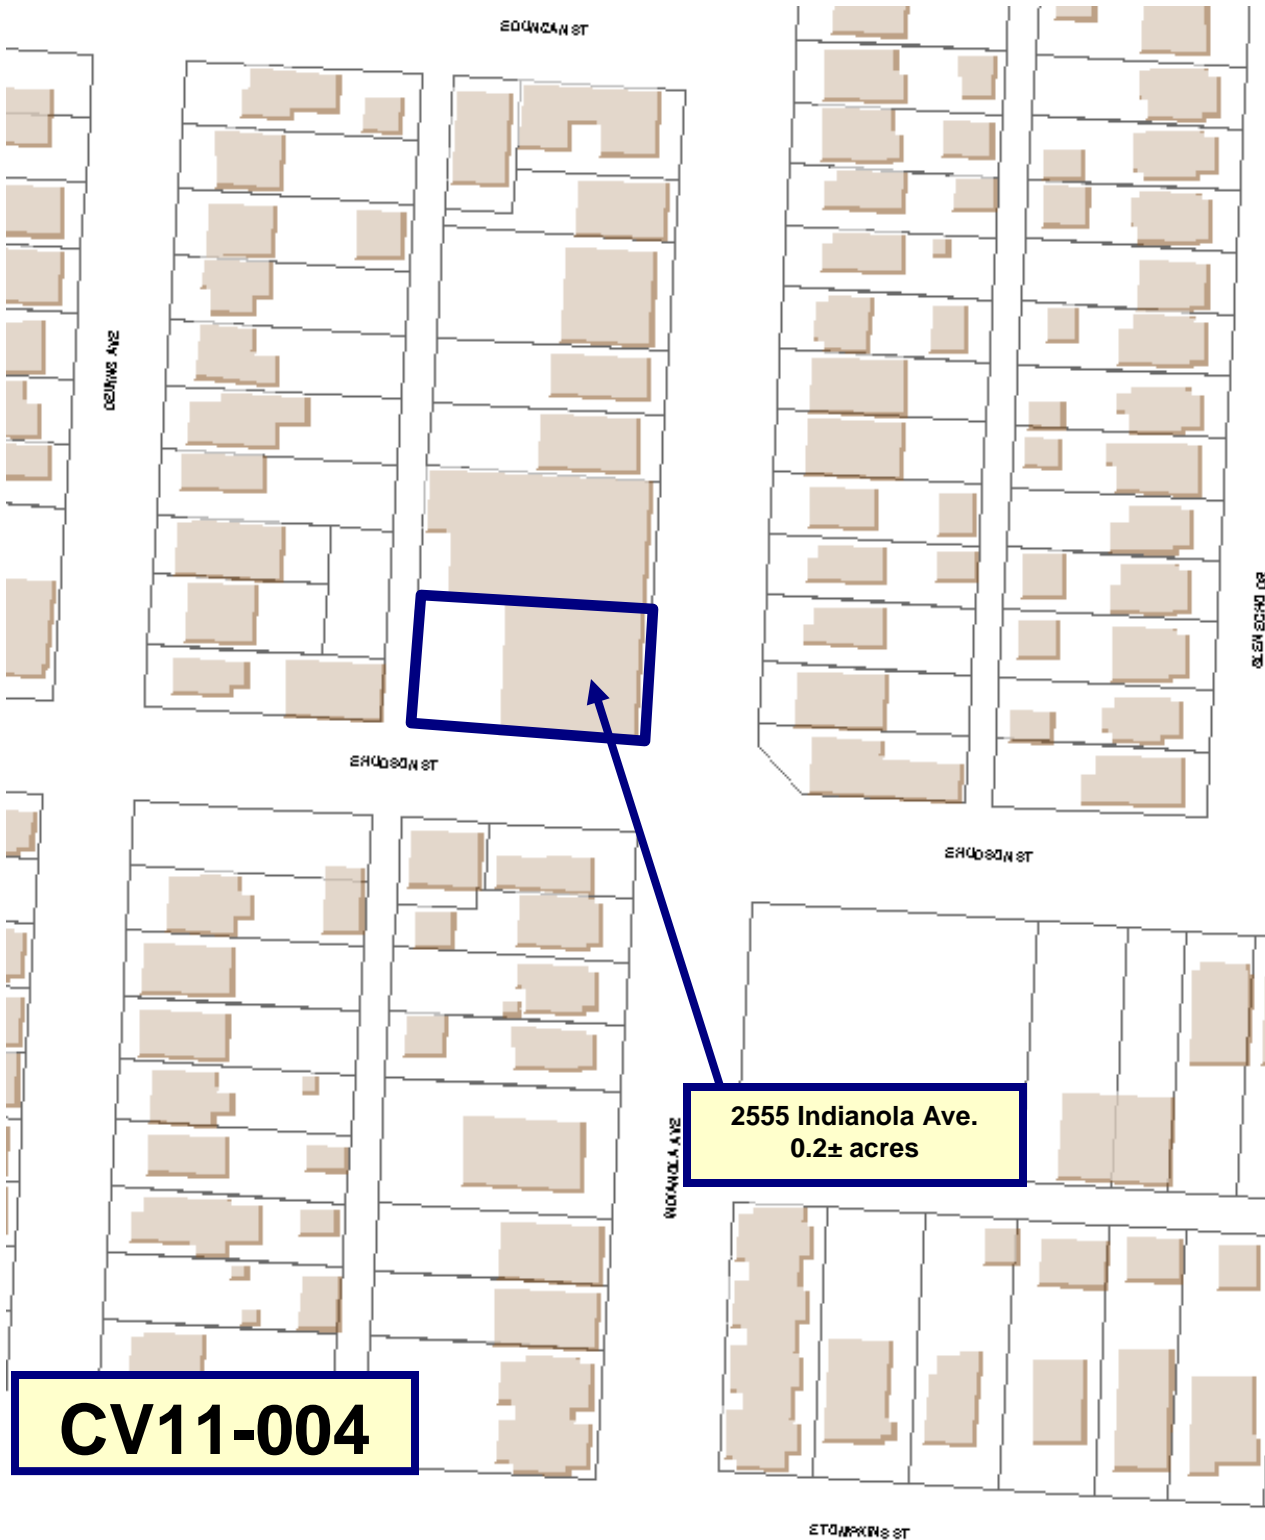 E DUNCAN ST
DEWING AVE
E HUDSON ST
GLEN ECHO DR
E HUDSON ST
2555 Indianola Ave.
0.2± acres
INDIANOLA AVE
CV11-004
E TOMPKINS ST